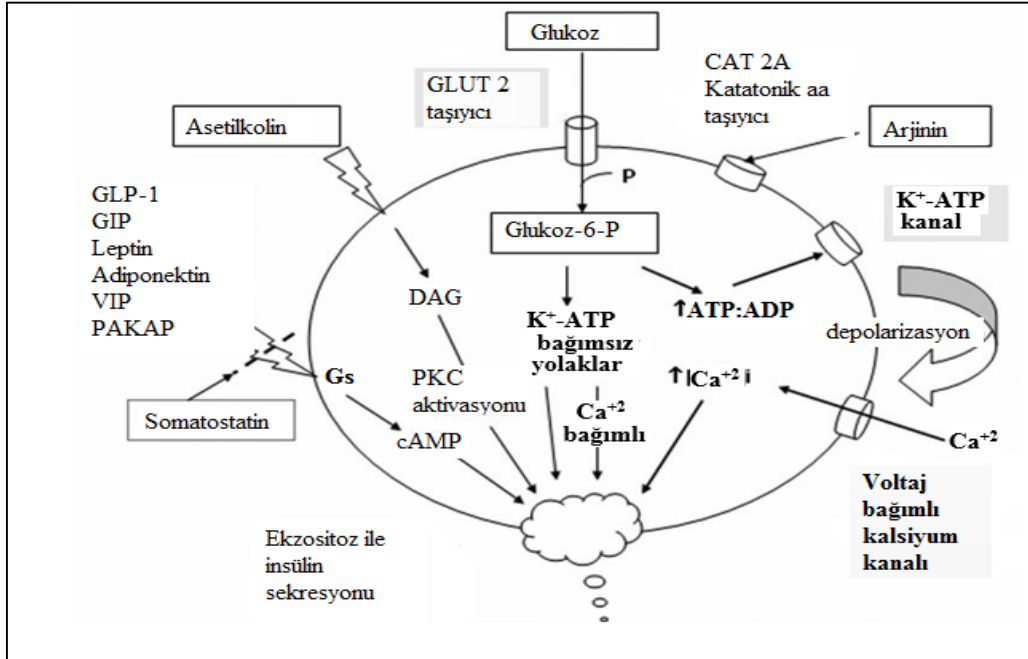 Glukoz
GLUT 2
taşıyıcı
CAT 2A
Katatonik aa
taşıyıcı
Asetilkolin
Arjinin
P
GLP-1
GIP
Leptin
Adiponektin
VIP
PAKAP
K⁺-ATP
kanal
Glukoz-6-P
DAG
↑ATP:ADP
K⁺-ATP
bağımsız
yolaklar
depolarizasyon
Gs
PKC
aktivasyonu
↑|Ca⁺² i
Somatostatin
Ca⁺²
bağımlı
cAMP
Ca⁺²
Voltaj
bağımlı
kalsiyum
kanalı
Ekzositoz ile
insülin
sekresyonu